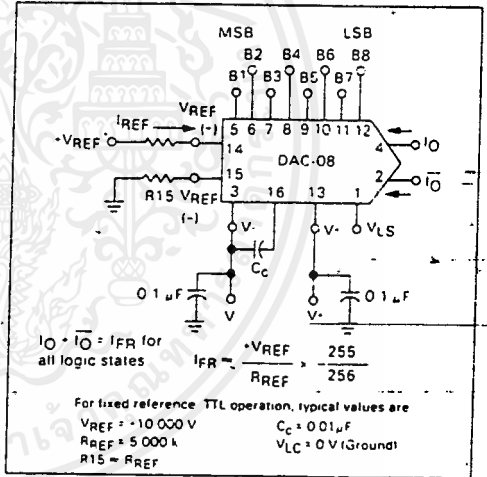 MSB LSB
B2 B4 B6 B8
B1 B3 B5 B7
VREF
IREF (-)
+VREF
5 6 7 8 9 10 11 12
14 4 IO
DAC-08
15 2 IO
R15 VREF 3 16 13 1
(-)
V- V+ VLS
CC
0.1 µF 0.1 µF
V V+
IO + IO = IFR for
all logic states
IFR = +VREF / RREF × 255 / 256
For fixed reference TTL operation, typical values are
VREF = -10 000 V CC = 0.01 µF
RREF = 5 000 k VLC = 0 V (Ground)
R15 = RREF